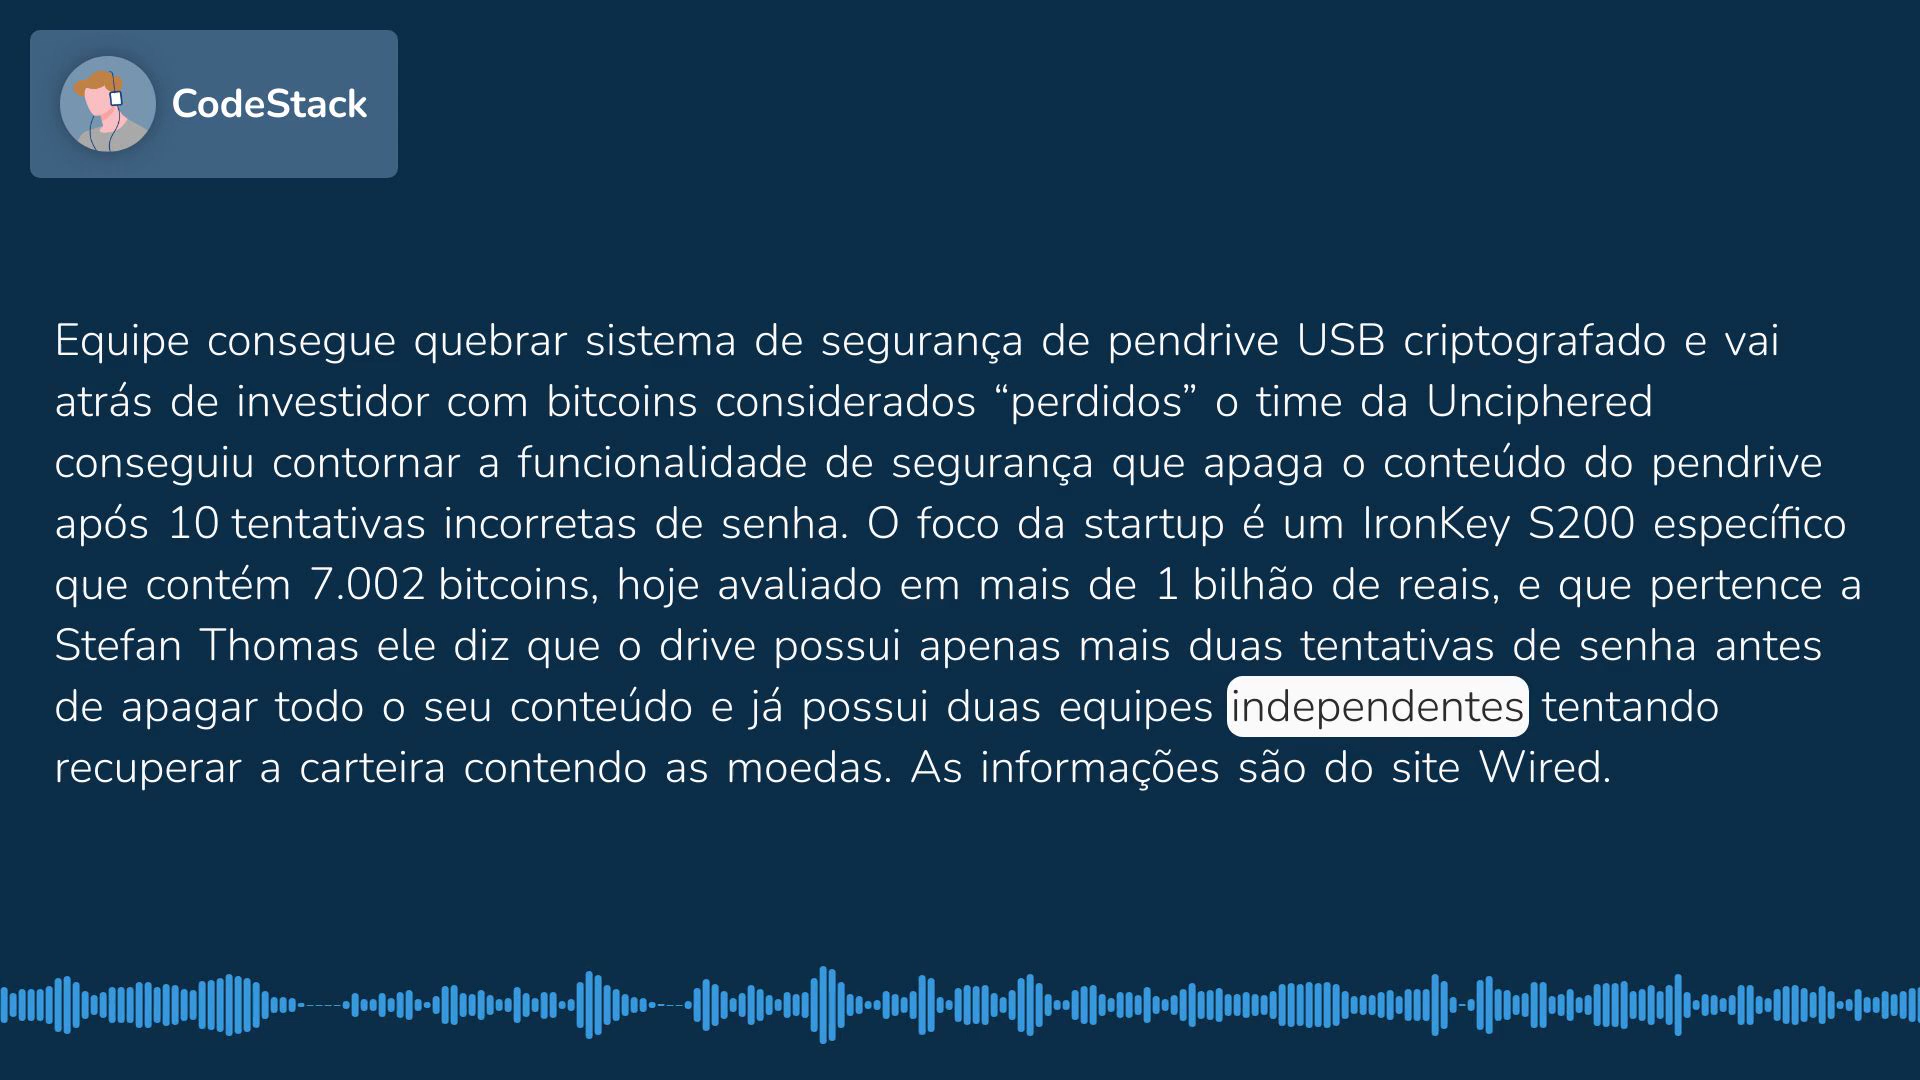 CodeStack
Equipe consegue quebrar sistema de segurança de pendrive USB criptografado e vai
atrás de investidor com bitcoins considerados “perdidos” o time da Unciphered
conseguiu contornar a funcionalidade de segurança que apaga o conteúdo do pendrive
após 10 tentativas incorretas de senha. O foco da startup é um IronKey S200 específico
que contém 7.002 bitcoins, hoje avaliado em mais de 1 bilhão de reais, e que pertence a
Stefan Thomas ele diz que o drive possui apenas mais duas tentativas de senha antes
de apagar todo o seu conteúdo e já possui duas equipes independentes tentando
recuperar a carteira contendo as moedas. As informações são do site Wired.